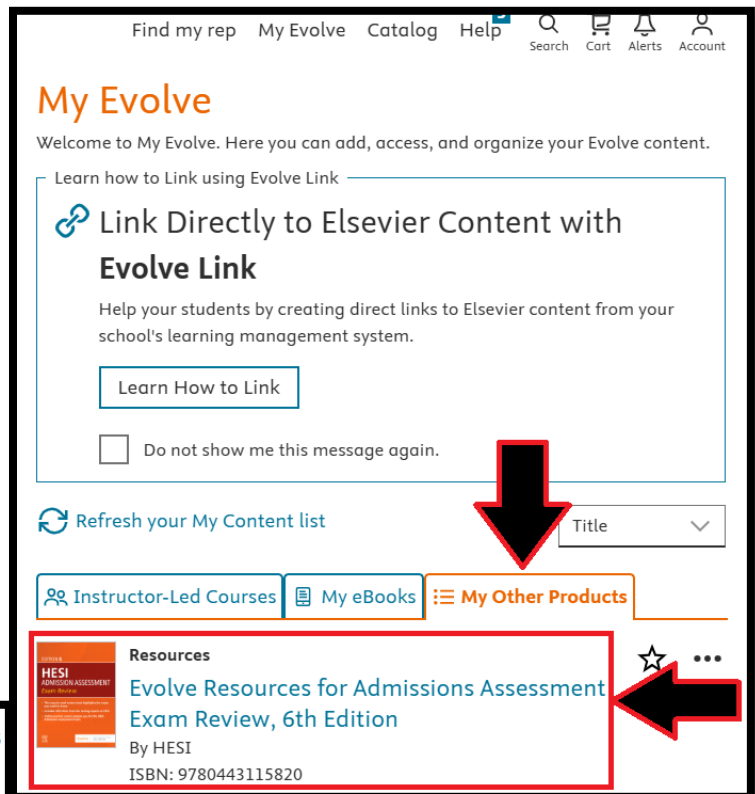 Find my rep My Evolve Catalog Help
Search Cart Alerts Account
My Evolve
Welcome to My Evolve. Here you can add, access, and organize your Evolve content.
Learn how to Link using Evolve Link
Link Directly to Elsevier Content with
Evolve Link
Help your students by creating direct links to Elsevier content from your
school's learning management system.
Learn How to Link
Do not show me this message again.
Refresh your My Content list
Title
Instructor-Led Courses My eBooks My Other Products
HESI
ADMISSION ASSESSMENT
Exam Review
Resources
Evolve Resources for Admissions Assessment
Exam Review, 6th Edition
By HESI
ISBN: 9780443115820